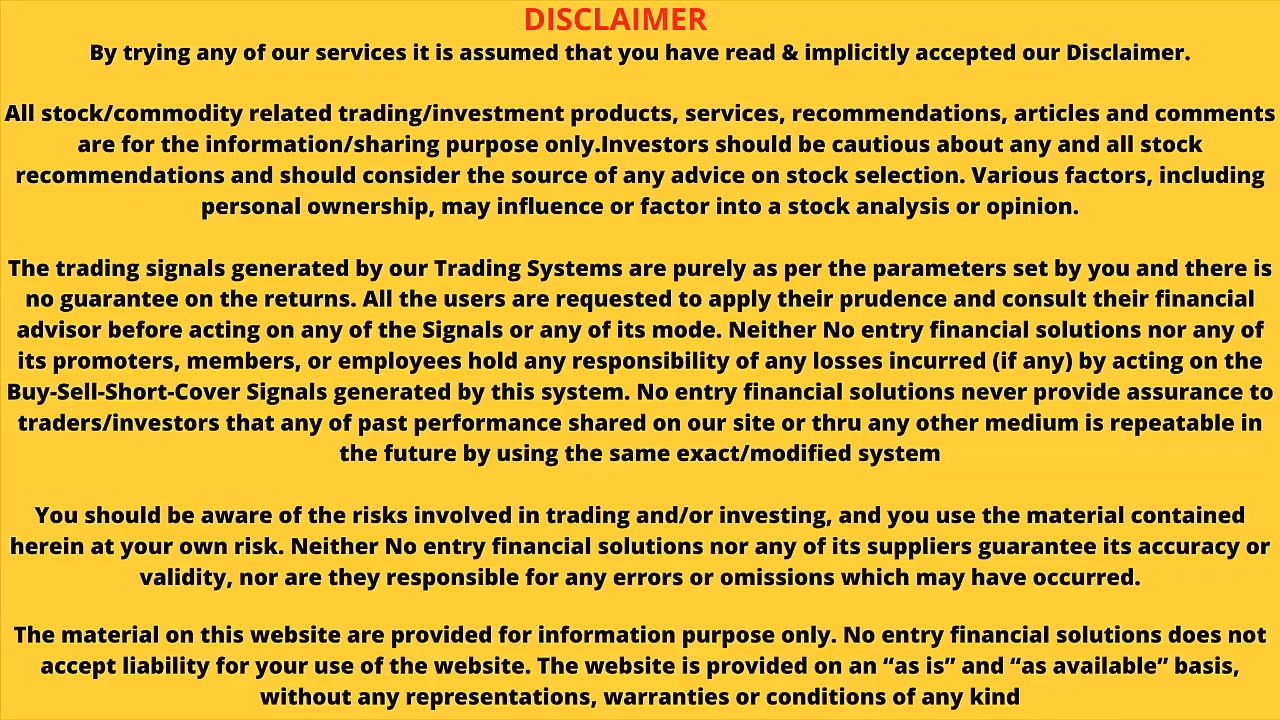 DISCLAIMER
By trying any of our services it is assumed that you have read & implicitly accepted our Disclaimer.
All stock/commodity related trading/investment products, services, recommendations, articles and comments
are for the information/sharing purpose only.Investors should be cautious about any and all stock
recommendations and should consider the source of any advice on stock selection. Various factors, including
personal ownership, may influence or factor into a stock analysis or opinion.
The trading signals generated by our Trading Systems are purely as per the parameters set by you and there is
no guarantee on the returns. All the users are requested to apply their prudence and consult their financial
advisor before acting on any of the Signals or any of its mode. Neither No entry financial solutions nor any of
its promoters, members, or employees hold any responsibility of any losses incurred (if any) by acting on the
Buy-Sell-Short-Cover Signals generated by this system. No entry financial solutions never provide assurance to
traders/investors that any of past performance shared on our site or thru any other medium is repeatable in
the future by using the same exact/modified system
You should be aware of the risks involved in trading and/or investing, and you use the material contained
herein at your own risk. Neither No entry financial solutions nor any of its suppliers guarantee its accuracy or
validity, nor are they responsible for any errors or omissions which may have occurred.
The material on this website are provided for information purpose only. No entry financial solutions does not
accept liability for your use of the website. The website is provided on an “as is” and “as available” basis,
without any representations, warranties or conditions of any kind